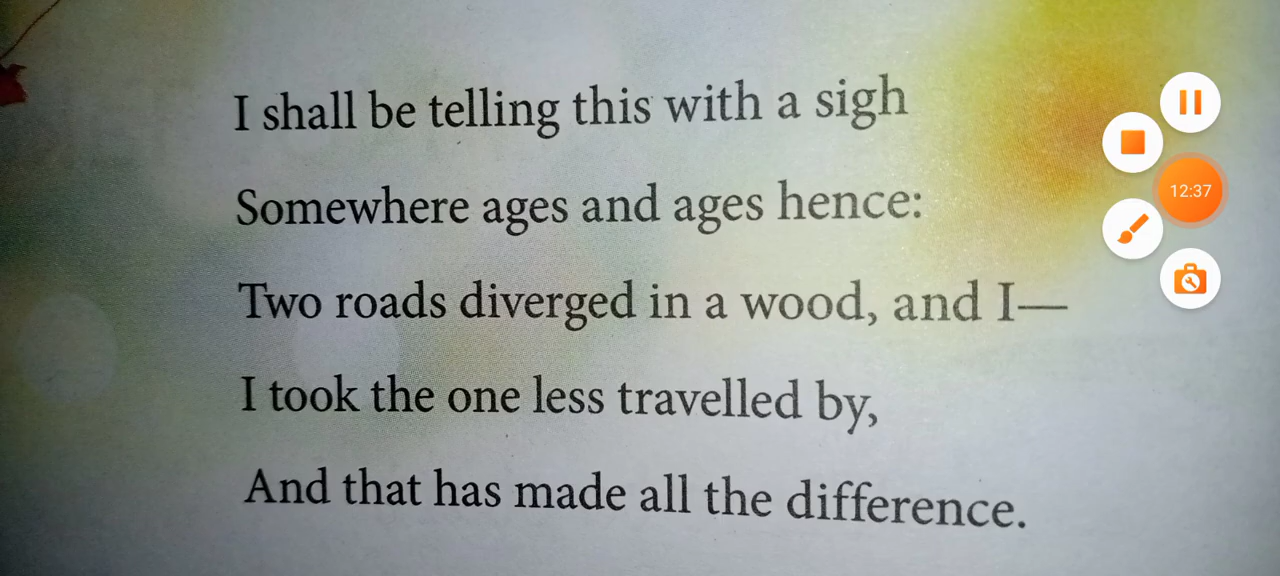 I shall be telling this with a sigh
Somewhere ages and ages hence:
Two roads diverged in a wood, and I—
I took the one less travelled by,
And that has made all the difference.
12:37